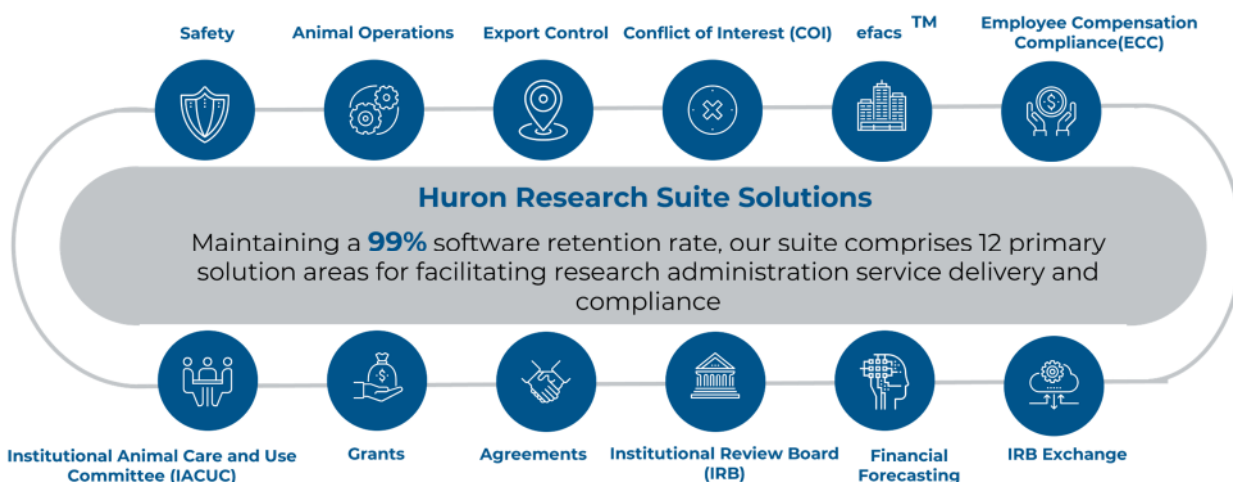 Safety
Animal Operations
Export Control
Conflict of Interest (COI)
efacs TM
Employee Compensation
Compliance(ECC)
Huron Research Suite Solutions
Maintaining a 99% software retention rate, our suite comprises 12 primary
solution areas for facilitating research administration service delivery and
compliance
Institutional Animal Care and Use
Committee (IACUC)
Grants
Agreements
Institutional Review Board
(IRB)
Financial
Forecasting
IRB Exchange